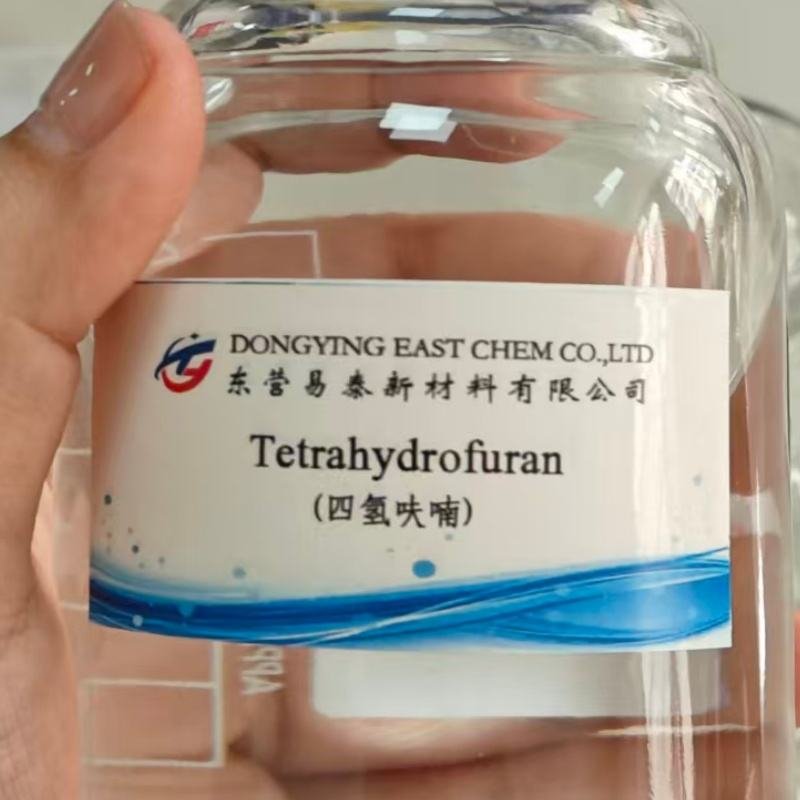 DONGYING EAST CHEM CO.,LTD
东营易泰新材料有限公司
Tetrahydrofuran
(四氢呋喃)
APP